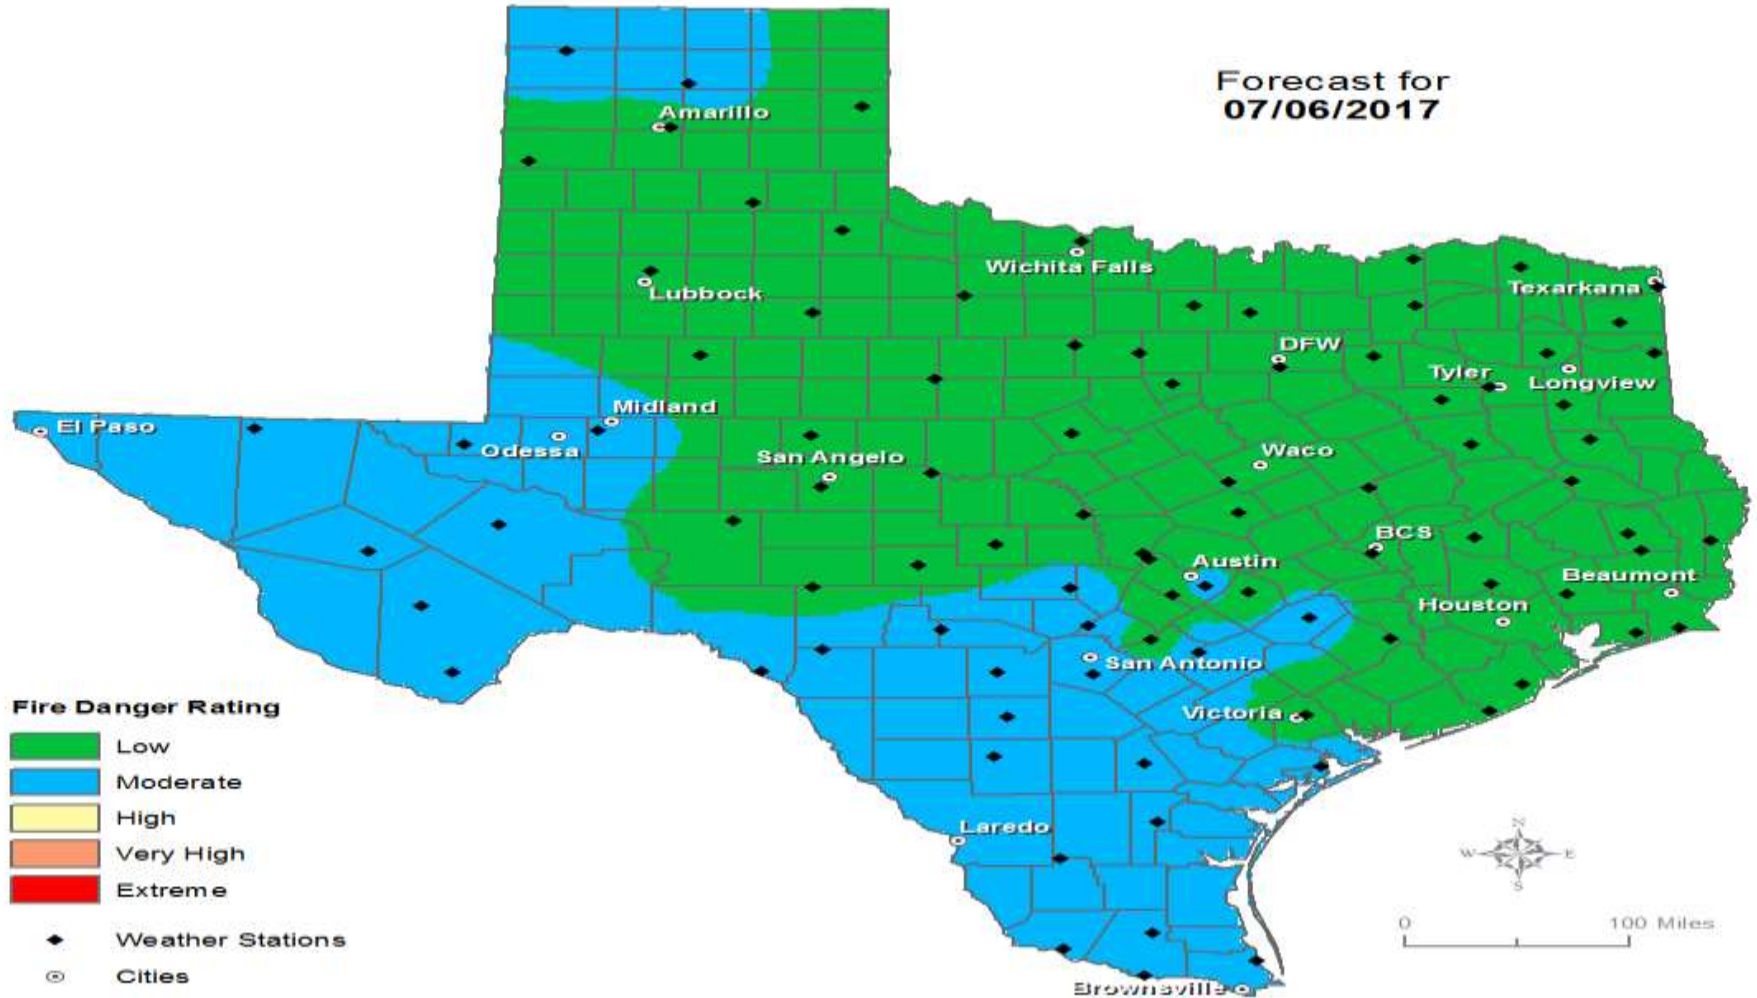 Forecast for
07/06/2017
Amarillo
Wichita Falls
Lubbock
Texarkana
DFW
Tyler
Longview
Midland
El Paso
Odessa
San Angelo
Waco
BCS
Austin
Beaumont
Houston
San Antonio
Victoria
Laredo
Brownsville
Fire Danger Rating
Low
Moderate
High
Very High
Extreme
Weather Stations
Cities
N
W
E
S
0
100 Miles